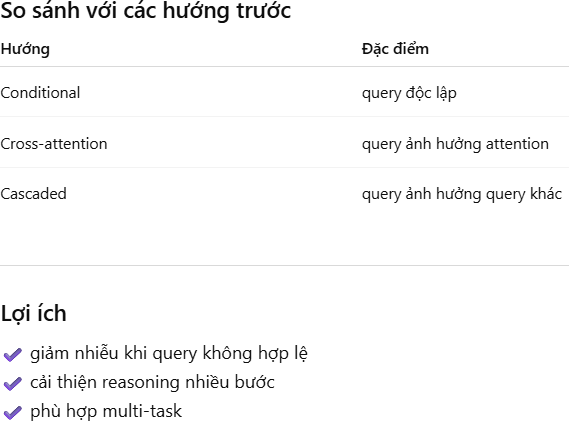 So sánh với các hướng trước
Hướng Đặc điểm
Conditional query độc lập
Cross-attention query ảnh hưởng attention
Cascaded query ảnh hưởng query khác
Lợi ích
giảm nhiễu khi query không hợp lệ
cải thiện reasoning nhiều bước
phù hợp multi-task